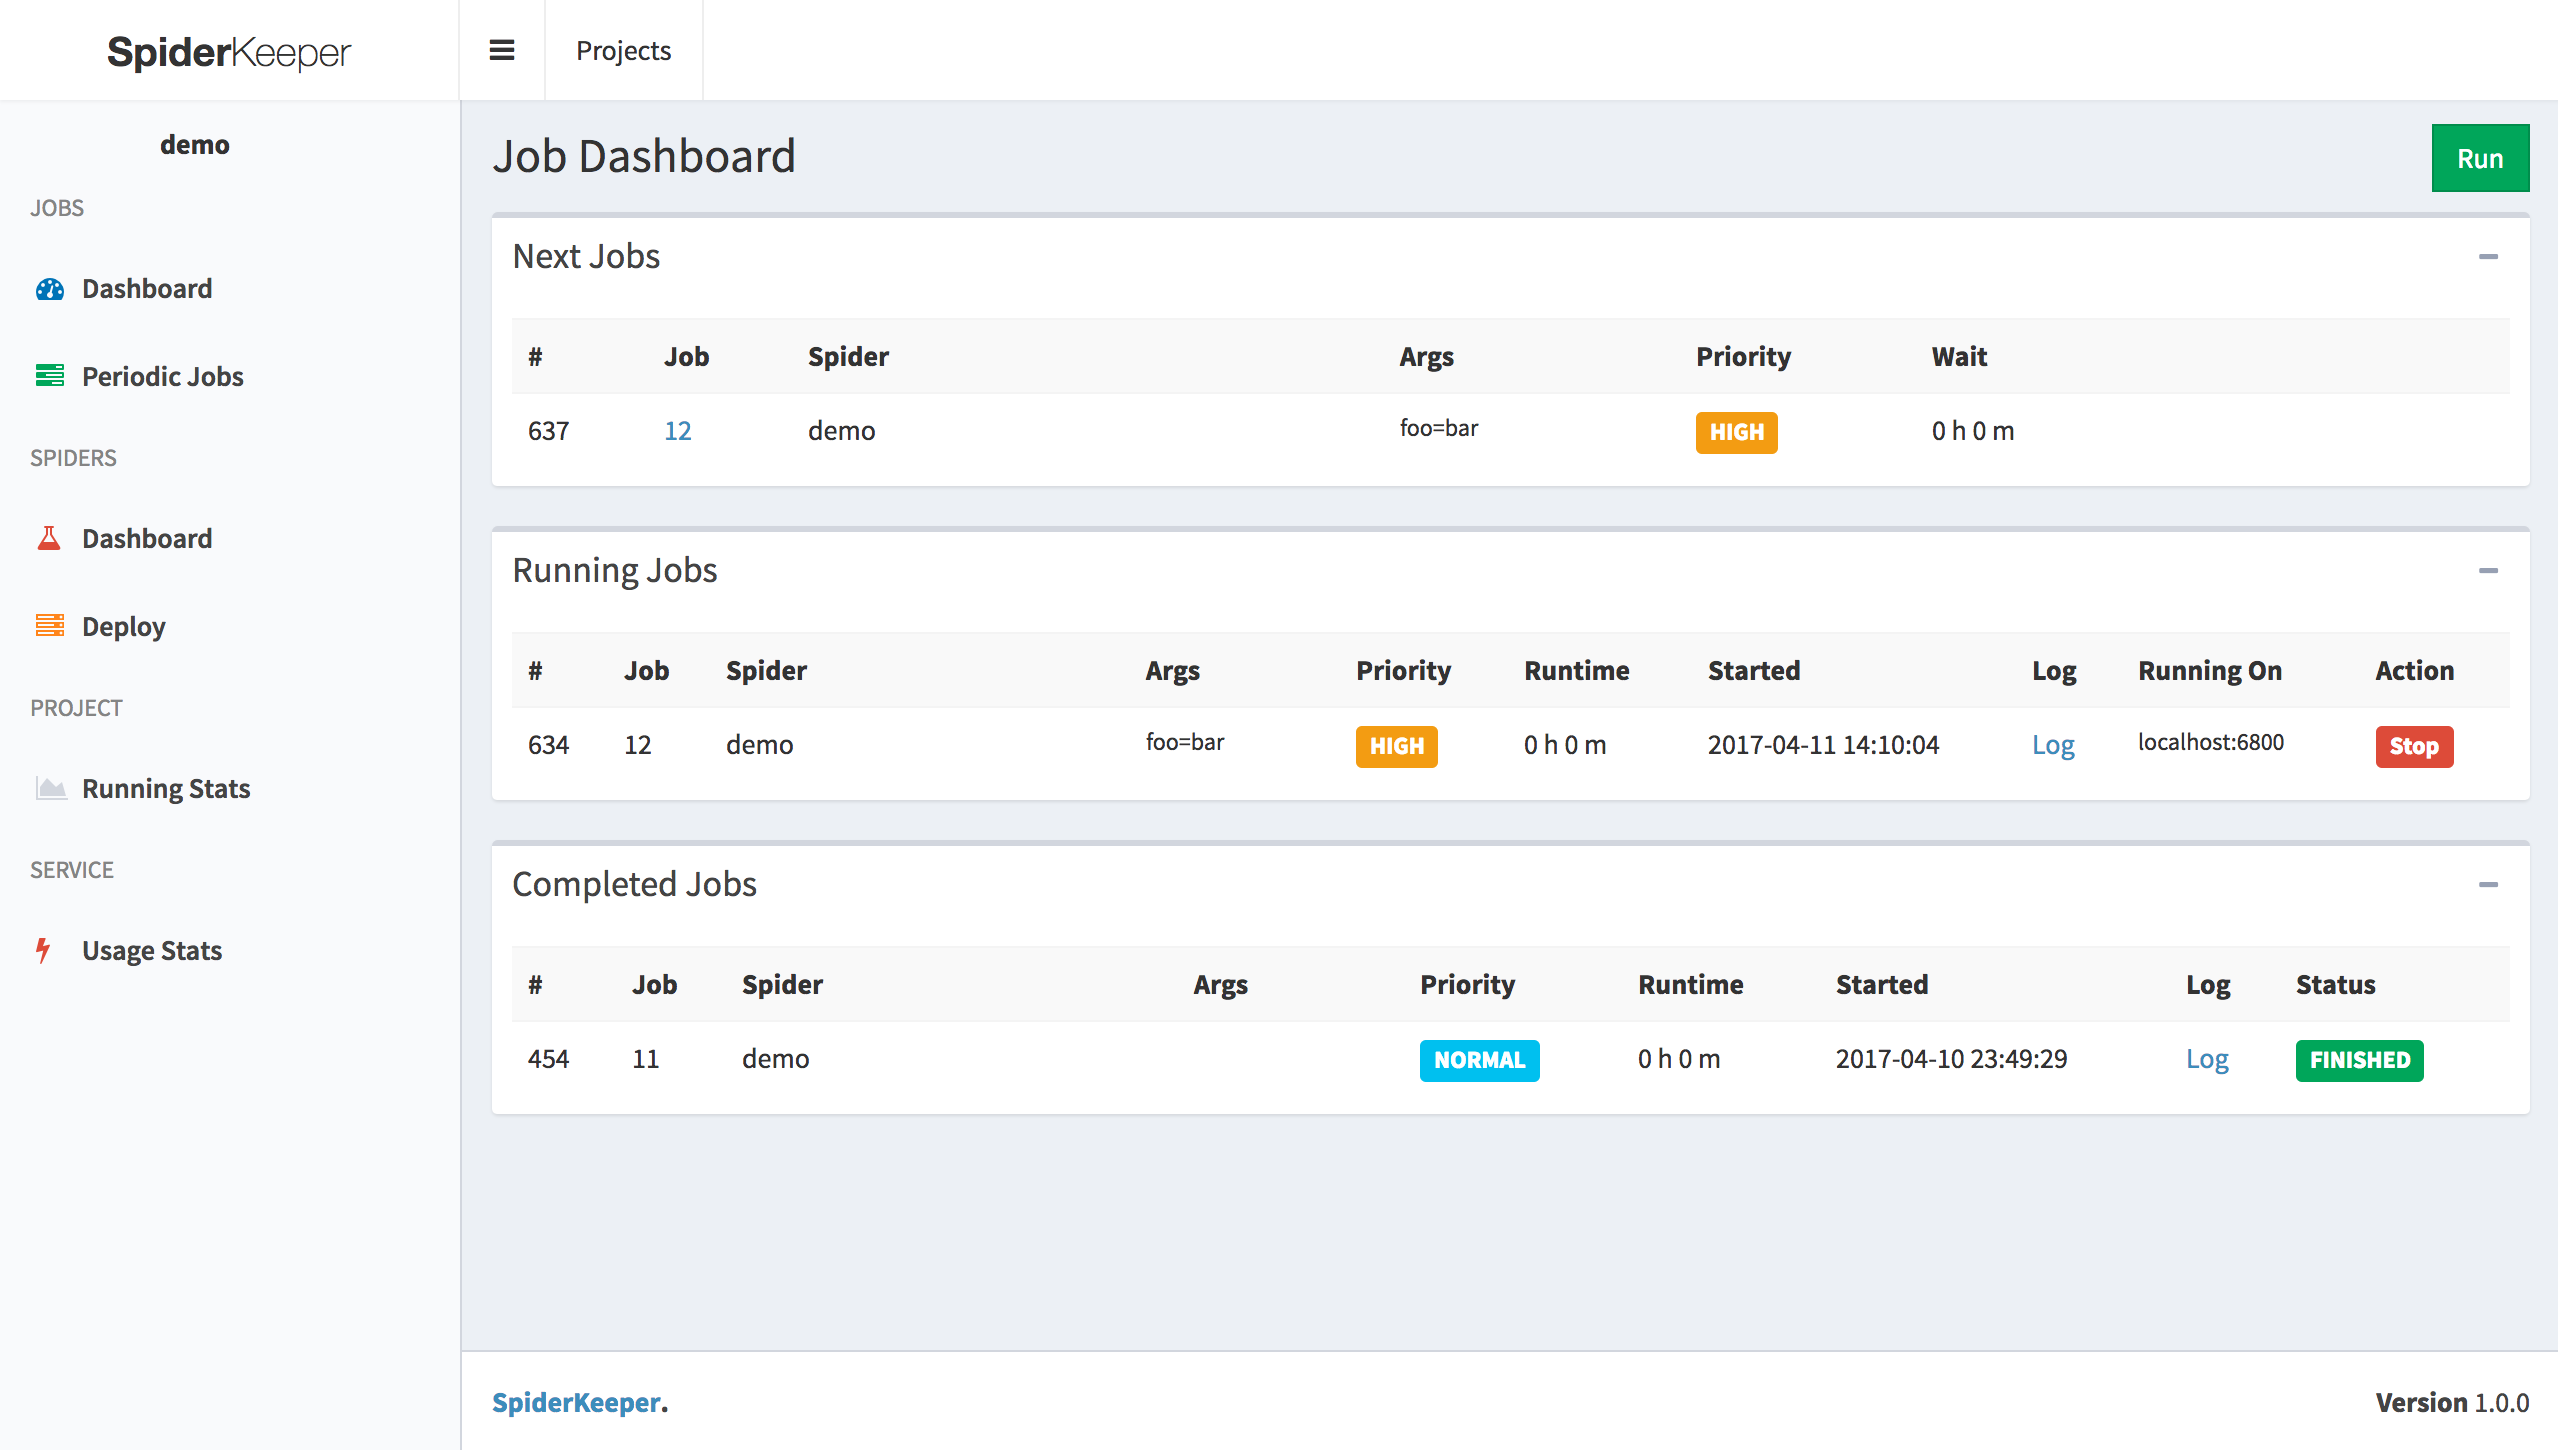 SpiderKeeper
Projects
demo
JOBS
Dashboard
Periodic Jobs
SPIDERS
Dashboard
Deploy
PROJECT
Running Stats
SERVICE
Usage Stats
Job Dashboard
Run
Next Jobs
# Job Spider Args Priority Wait
637 12 demo foo=bar HIGH 0 h 0 m
Running Jobs
# Job Spider Args Priority Runtime Started Log Running On Action
634 12 demo foo=bar HIGH 0 h 0 m 2017-04-11 14:10:04 Log localhost:6800 Stop
Completed Jobs
# Job Spider Args Priority Runtime Started Log Status
454 11 demo NORMAL 0 h 0 m 2017-04-10 23:49:29 Log FINISHED
SpiderKeeper.
Version 1.0.0